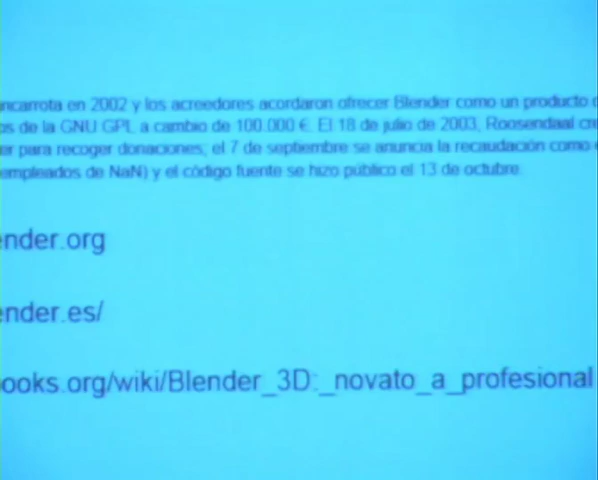 ncarrota en 2002 y los acreedores acordaron ofrecer Blender como un producto
os de la GNU GPL a cambio de 100.000 €. El 18 de julio de 2003, Roosendaal cre
er para recoger donaciones; el 7 de septiembre se anuncia la recaudación como
empleados de NaN) y el código fuente se hizo público el 13 de octubre.
ender.org
ender.es/
ooks.org/wiki/Blender_3D:_novato_a_profesional